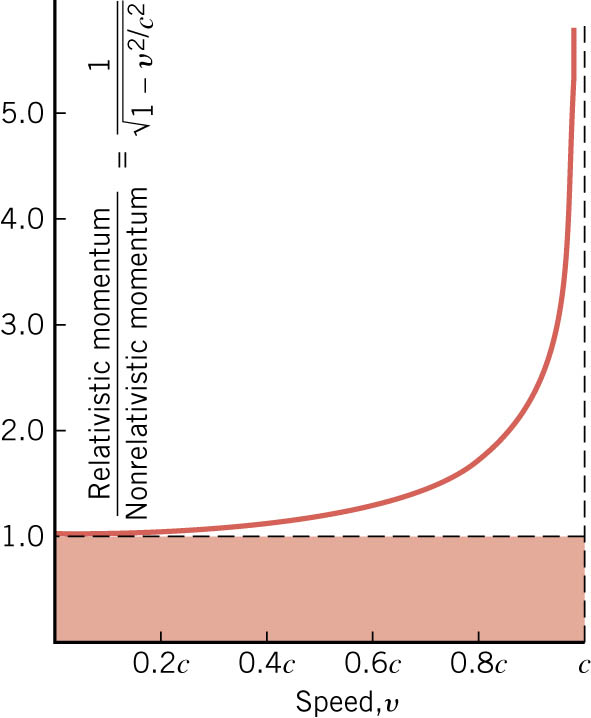 Relativistic momentum
Nonrelativistic momentum
=
1
√1 − v²/c²
5.0
4.0
3.0
2.0
1.0
0.2c 0.4c 0.6c 0.8c c
Speed,v